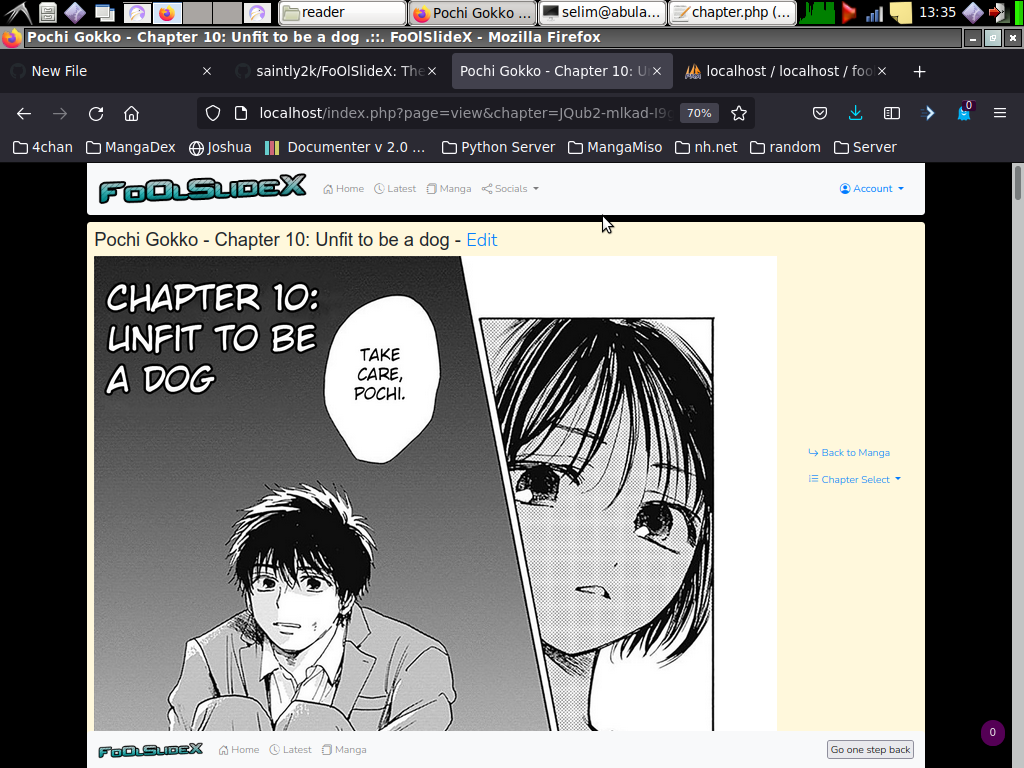 reader
Pochi Gokko ...
selim@abula...
chapter.php (...
13:35
Pochi Gokko - Chapter 10: Unfit to be a dog .::. FoOlSlideX - Mozilla Firefox
New File
saintly2k/FoOlSlideX: The
Pochi Gokko - Chapter 10: U
localhost / localhost / foo
localhost/index.php?page=view&chapter=JQub2-mlkad-I9g
70%
0
4chan
MangaDex
Joshua
Documenter v 2.0 ...
Python Server
MangaMiso
nh.net
random
Server
FoOlSlideX
Home
Latest
Manga
Socials
Account
Pochi Gokko - Chapter 10: Unfit to be a dog - Edit
CHAPTER 10:
UNFIT TO BE
A DOG
TAKE
CARE,
POCHI.
Back to Manga
Chapter Select
FoOlSlideX
Home
Latest
Manga
Go one step back
0